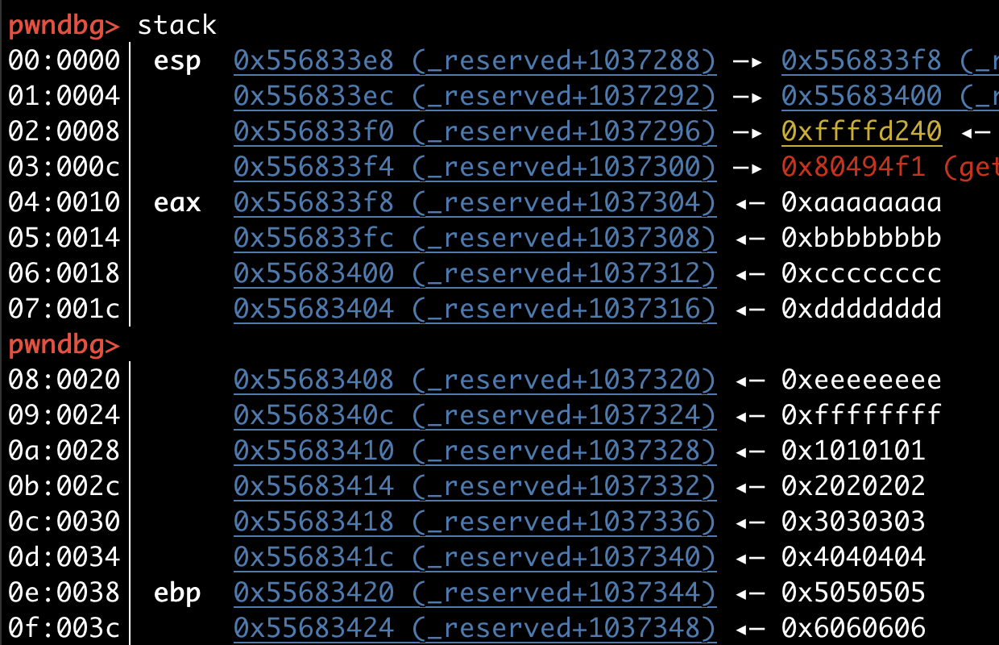 pwndbg> stack
00:0000│ esp 0x556833e8 (_reserved+1037288) —▸ 0x556833f8 (_r
01:0004│ 0x556833ec (_reserved+1037292) —▸ 0x55683400 (_r
02:0008│ 0x556833f0 (_reserved+1037296) —▸ 0xffffd240 ◂—
03:000c│ 0x556833f4 (_reserved+1037300) —▸ 0x80494f1 (get
04:0010│ eax 0x556833f8 (_reserved+1037304) ◂— 0xaaaaaaaa
05:0014│ 0x556833fc (_reserved+1037308) ◂— 0xbbbbbbbb
06:0018│ 0x55683400 (_reserved+1037312) ◂— 0xcccccccc
07:001c│ 0x55683404 (_reserved+1037316) ◂— 0xdddddddd
pwndbg>
08:0020│ 0x55683408 (_reserved+1037320) ◂— 0xeeeeeeee
09:0024│ 0x5568340c (_reserved+1037324) ◂— 0xffffffff
0a:0028│ 0x55683410 (_reserved+1037328) ◂— 0x1010101
0b:002c│ 0x55683414 (_reserved+1037332) ◂— 0x2020202
0c:0030│ 0x55683418 (_reserved+1037336) ◂— 0x3030303
0d:0034│ 0x5568341c (_reserved+1037340) ◂— 0x4040404
0e:0038│ ebp 0x55683420 (_reserved+1037344) ◂— 0x5050505
0f:003c│ 0x55683424 (_reserved+1037348) ◂— 0x6060606